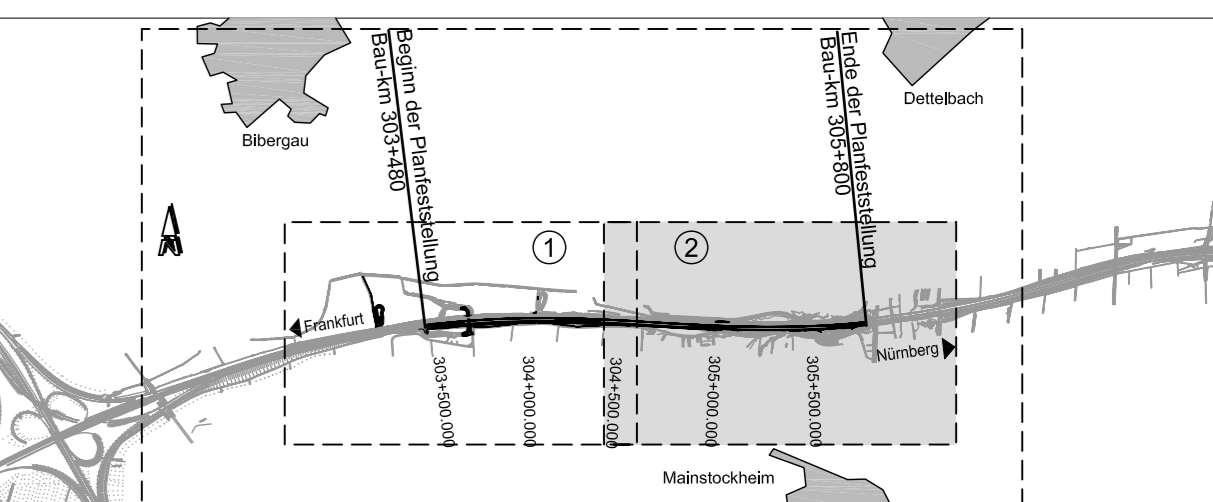 Beginn der Planfeststellung
Bau-km 303+480
Ende der Planfeststellung
Bau-km 305+800
Bibergau
Dettelbach
N
1
2
Frankfurt
Nürnberg
303+500.000
304+000.000
304+500.000
305+000.000
305+500.000
Mainstockheim